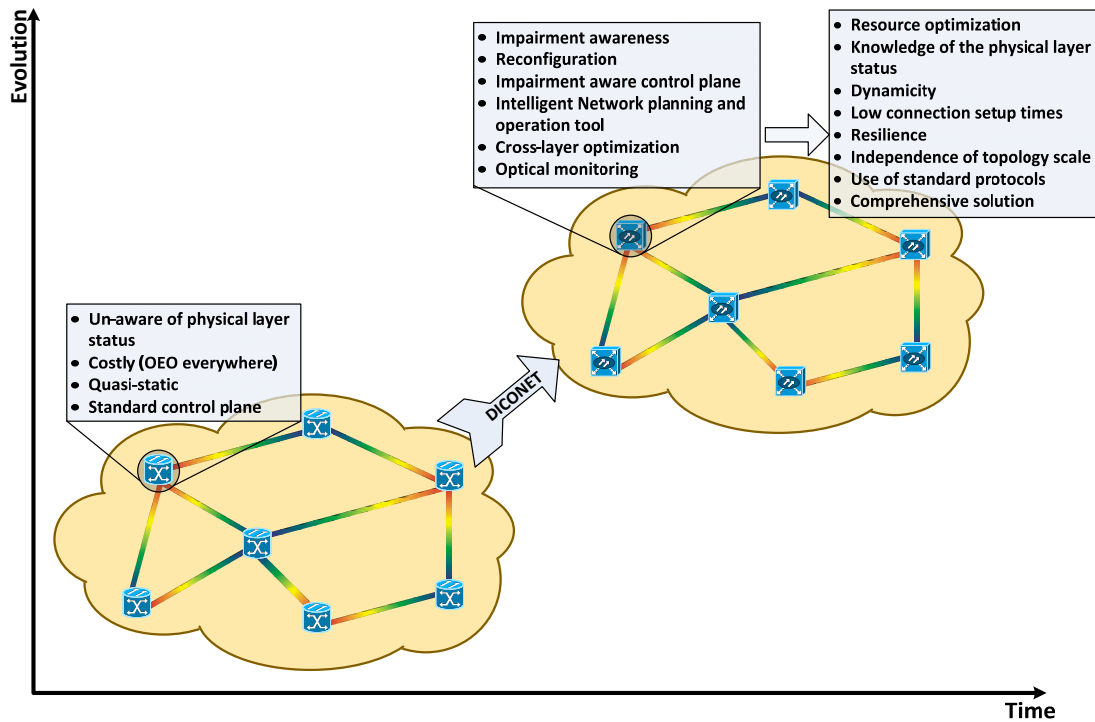 Evolution
• Impairment awareness
• Reconfiguration
• Impairment aware control plane
• Intelligent Network planning and
operation tool
• Cross-layer optimization
• Optical monitoring
• Resource optimization
• Knowledge of the physical layer
status
• Dynamicity
• Low connection setup times
• Resilience
• Independence of topology scale
• Use of standard protocols
• Comprehensive solution
• Un-aware of physical layer
status
• Costly (OEO everywhere)
• Quasi-static
• Standard control plane
DICONET
Time